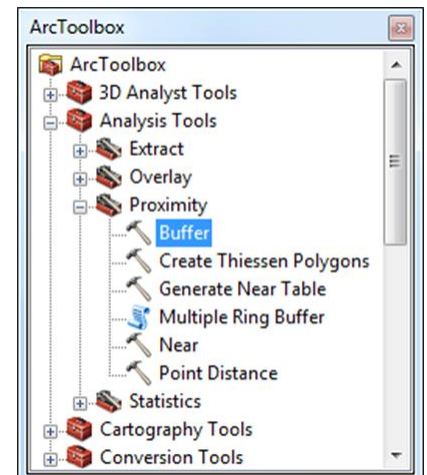 ArcToolbox
ArcToolbox
3D Analyst Tools
Analysis Tools
Extract
Overlay
Proximity
Buffer
Create Thiessen Polygons
Generate Near Table
Multiple Ring Buffer
Near
Point Distance
Statistics
Cartography Tools
Conversion Tools